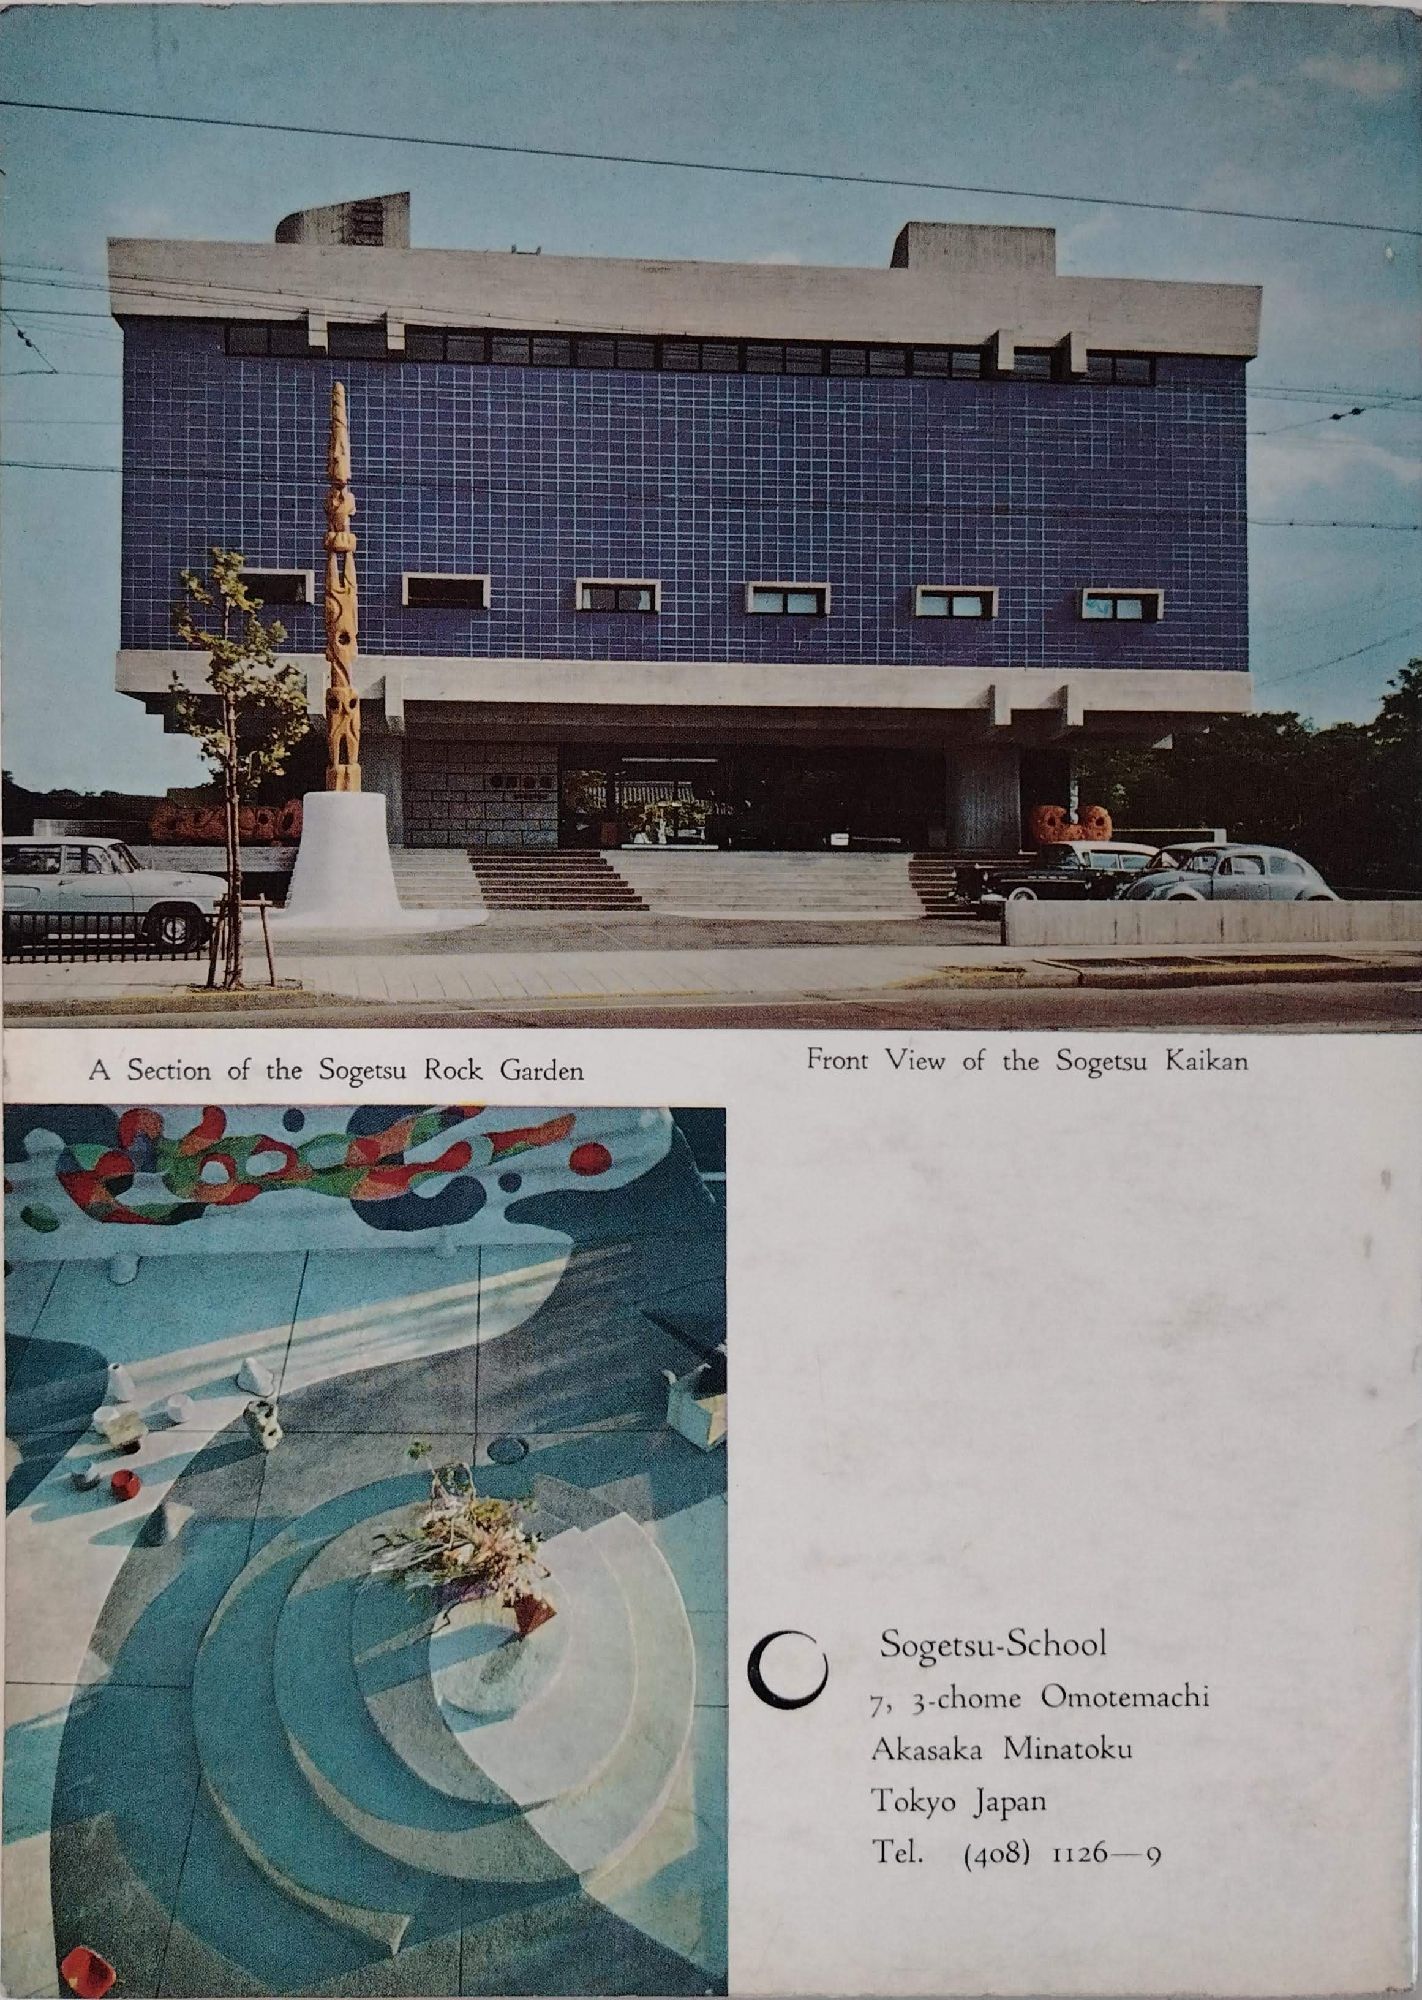 A Section of the Sogetsu Rock Garden
Front View of the Sogetsu Kaikan
Sogetsu-School
7, 3-chome Omotemachi
Akasaka Minatoku
Tokyo Japan
Tel. (408) 1126—9